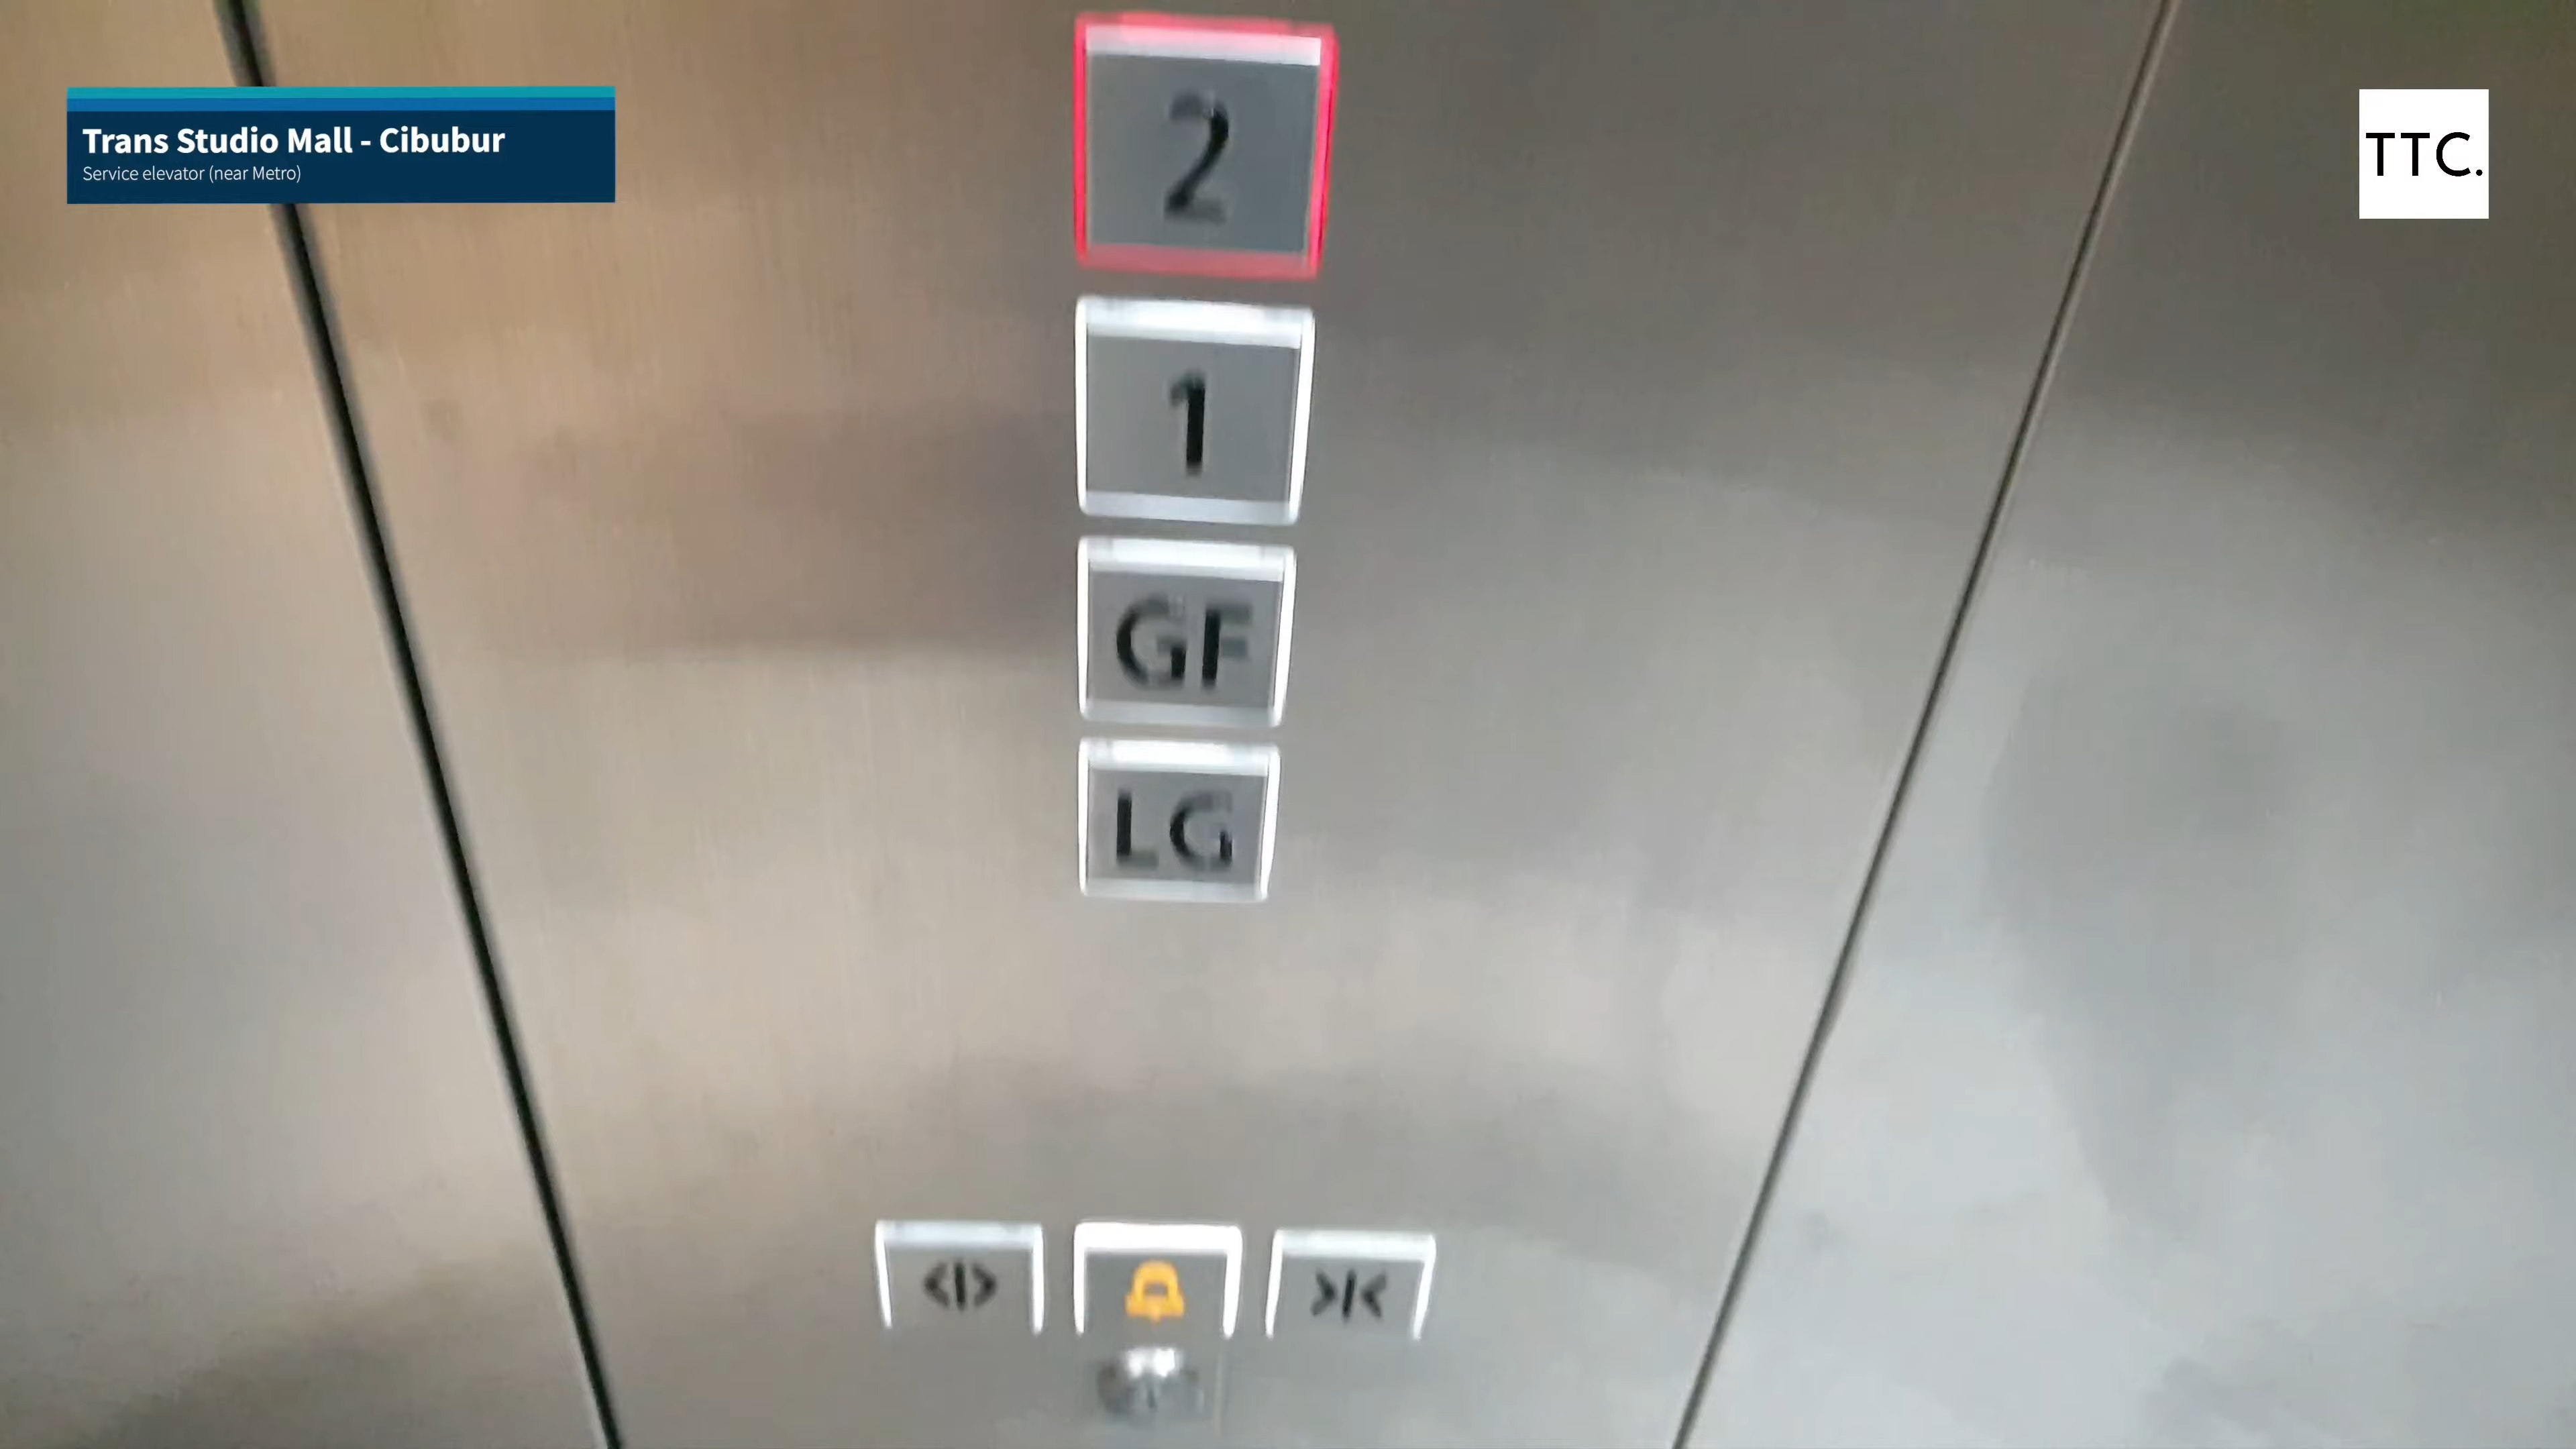 Trans Studio Mall - Cibubur
Service elevator (near Metro)
TTC.
2
1
GF
LG
<|>
>|<